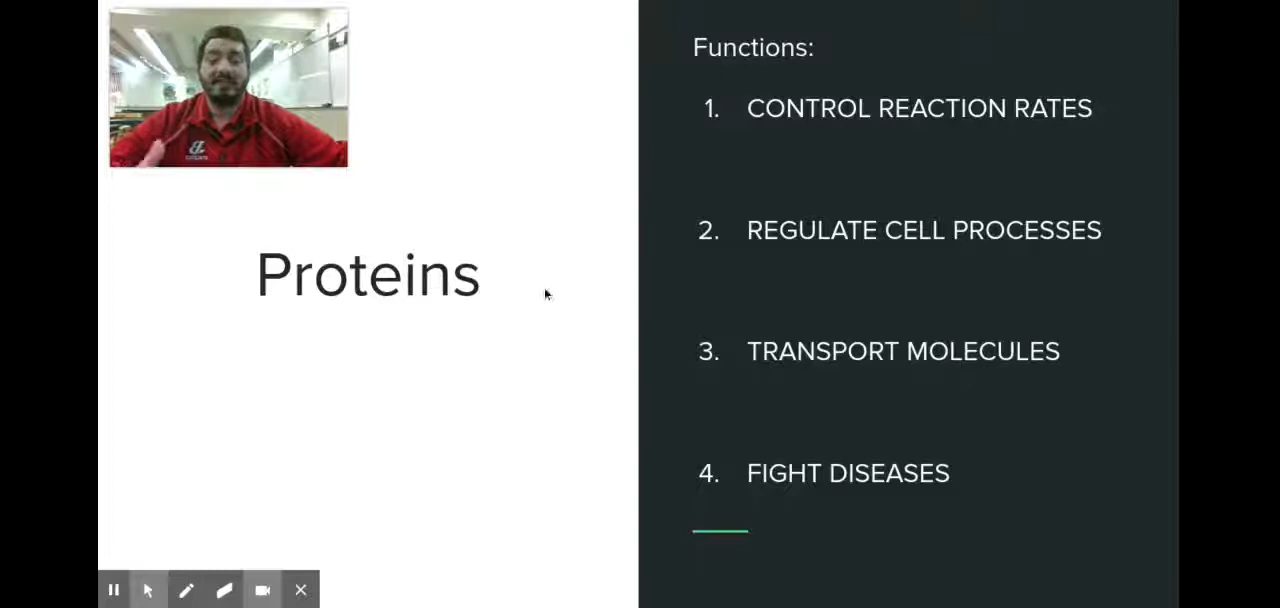 Proteins
Functions:
1. CONTROL REACTION RATES
2. REGULATE CELL PROCESSES
3. TRANSPORT MOLECULES
4. FIGHT DISEASES